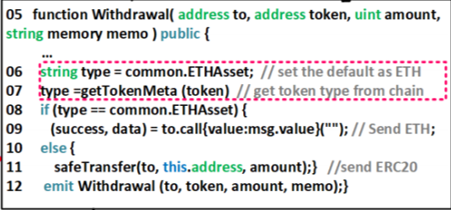 05 function Withdrawal( address to, address token, uint amount,
string memory memo ) public {
...
06 string type = common.ETHAsset; // set the default as ETH
07 type =getTokenMeta (token) // get token type from chain
08 if (type == common.ETHAsset) {
09 (success, data) = to.call{value:msg.value}(""); // Send ETH;
10 else {
11 safeTransfer(to, this.address, amount);} //send ERC20
12 emit Withdrawal (to, token, amount, memo);}